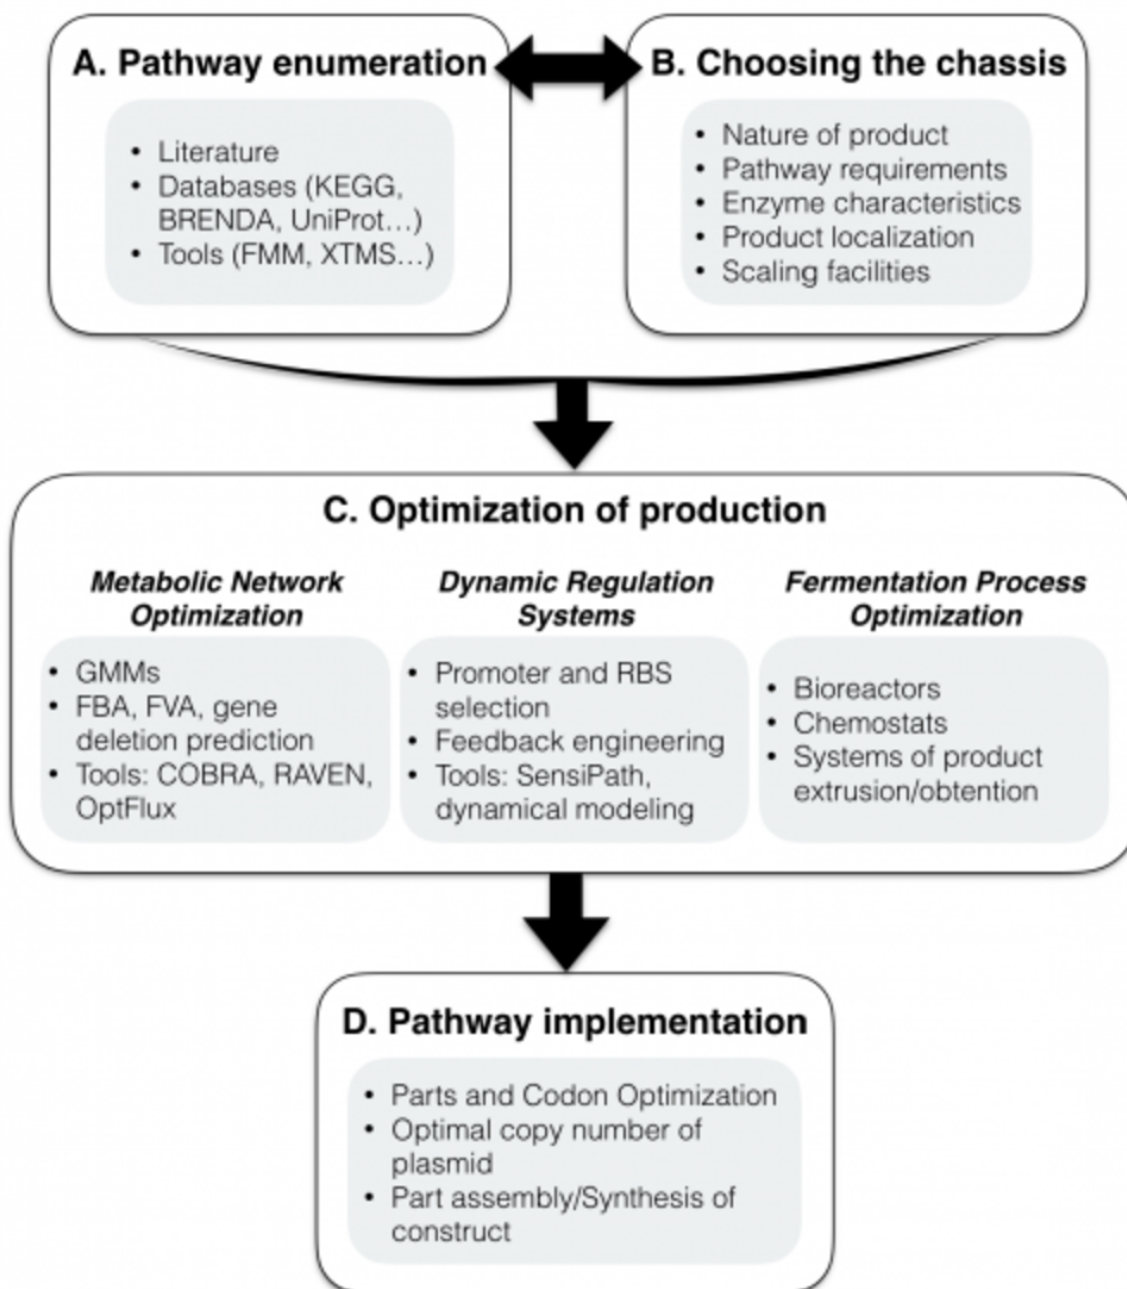 A. Pathway enumeration
• Literature
• Databases (KEGG,
BRENDA, UniProt...)
• Tools (FMM, XTMS...)
B. Choosing the chassis
• Nature of product
• Pathway requirements
• Enzyme characteristics
• Product localization
• Scaling facilities
C. Optimization of production
Metabolic Network
Optimization
• GMMs
• FBA, FVA, gene
deletion prediction
• Tools: COBRA, RAVEN,
OptFlux
Dynamic Regulation
Systems
• Promoter and RBS
selection
• Feedback engineering
• Tools: SensiPath,
dynamical modeling
Fermentation Process
Optimization
• Bioreactors
• Chemostats
• Systems of product
extrusion/obtention
D. Pathway implementation
• Parts and Codon Optimization
• Optimal copy number of
plasmid
• Part assembly/Synthesis of
construct